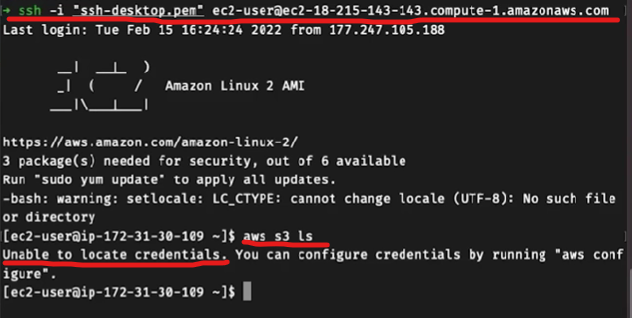 → ssh -i "ssh-desktop.pem" ec2-user@ec2-18-215-143-143.compute-1.amazonaws.com
Last login: Tue Feb 15 16:24:24 2022 from 177.247.105.188
__|  __|_  )
_|  (     /   Amazon Linux 2 AMI
___|\___|___|
https://aws.amazon.com/amazon-linux-2/
3 package(s) needed for security, out of 6 available
Run "sudo yum update" to apply all updates.
-bash: warning: setlocale: LC_CTYPE: cannot change locale (UTF-8): No such file
or directory
[ec2-user@ip-172-31-30-109 ~]$ aws s3 ls
Unable to locate credentials. You can configure credentials by running "aws conf
igure".
[ec2-user@ip-172-31-30-109 ~]$